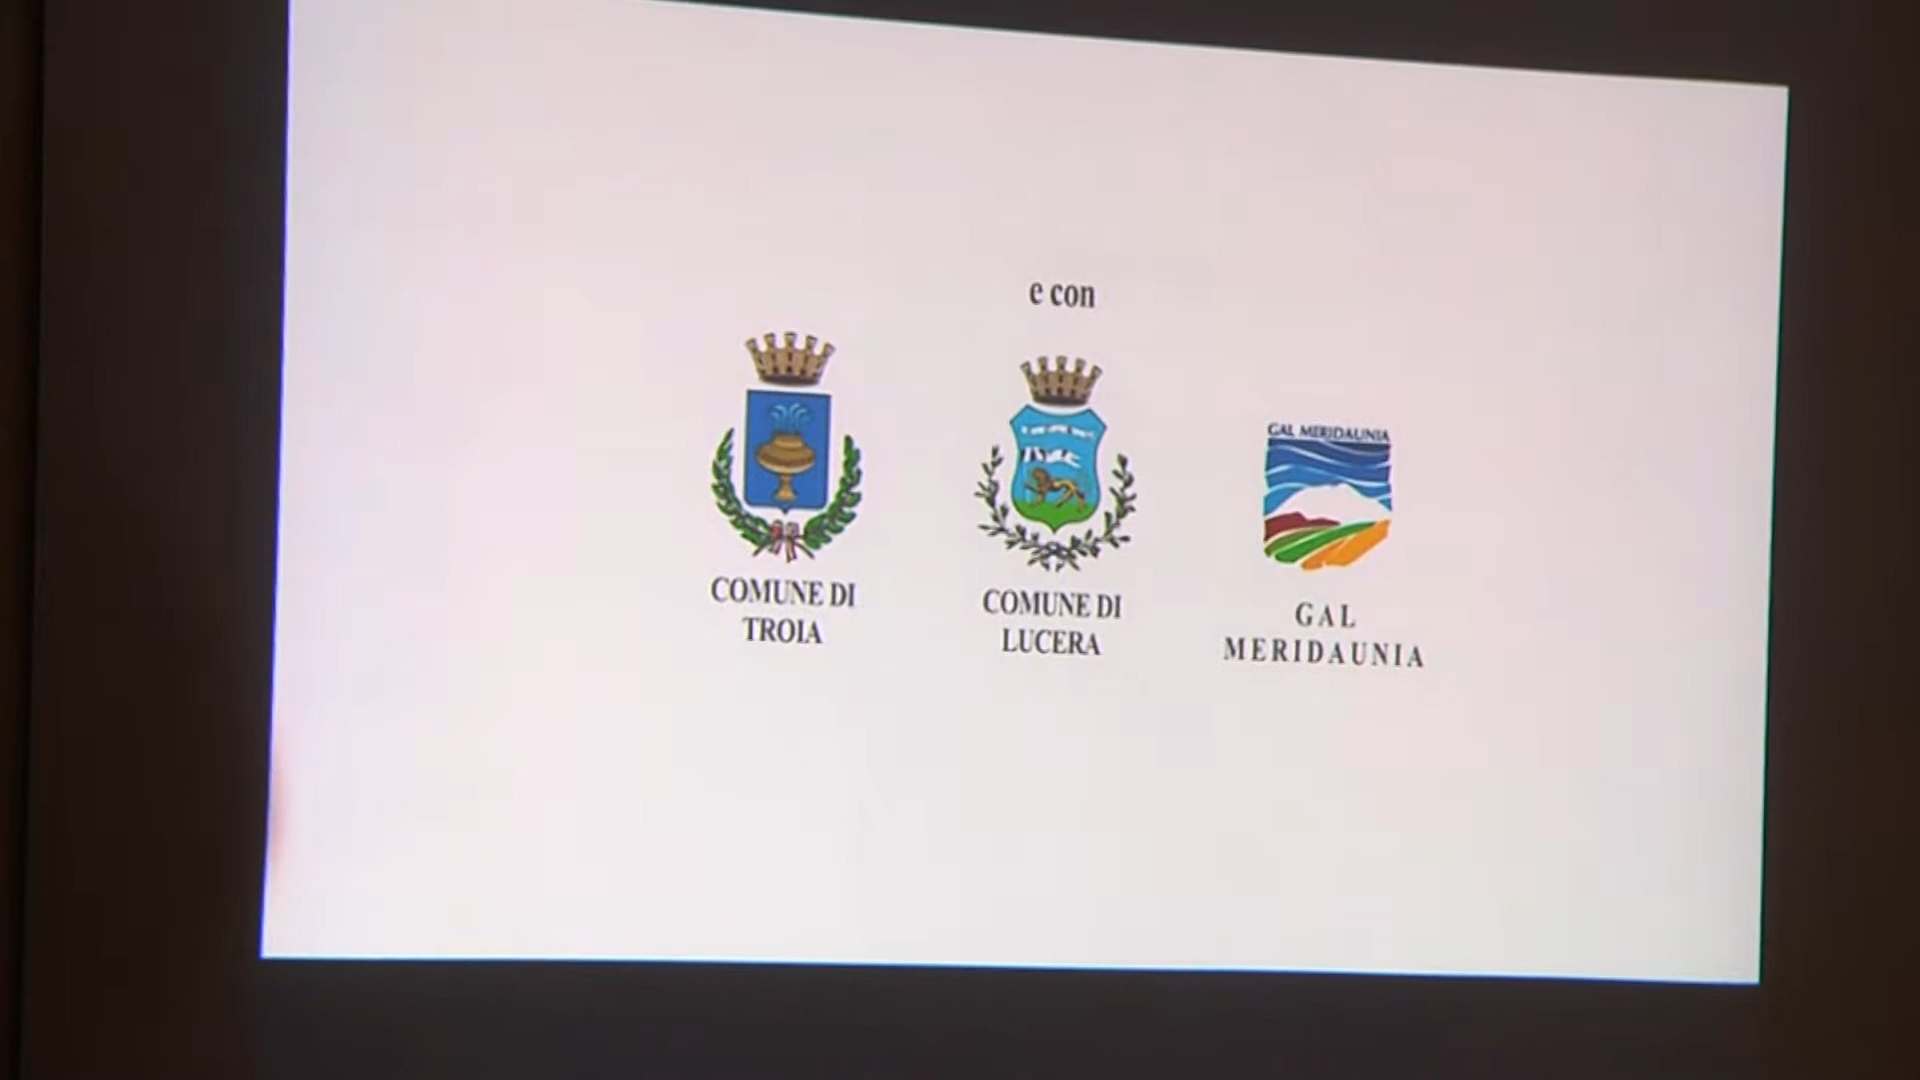 e con
GAL MERIDAUNIA
COMUNE DI
TROIA
COMUNE DI
LUCERA
GAL
MERIDAUNIA